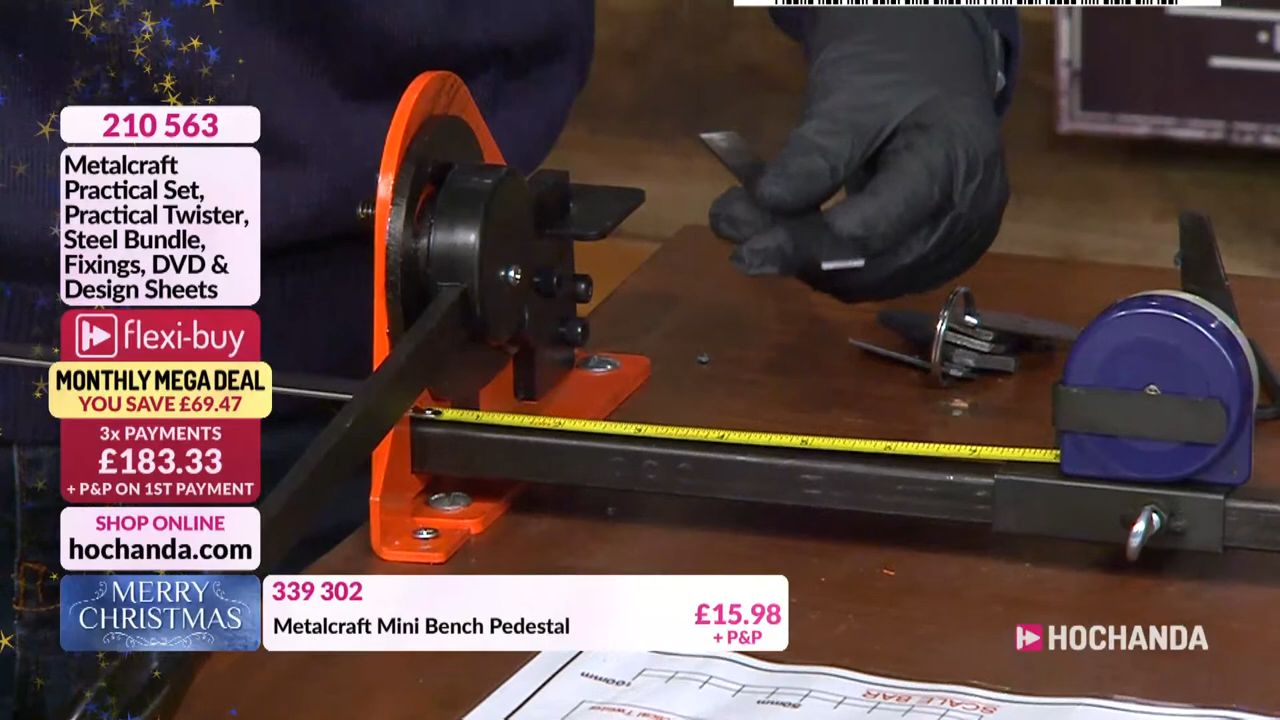 210 563
Metalcraft
Practical Set,
Practical Twister,
Steel Bundle,
Fixings, DVD &
Design Sheets
flexi-buy
MONTHLY MEGA DEAL
YOU SAVE £69.47
3x PAYMENTS
£183.33
+ P&P ON 1ST PAYMENT
SHOP ONLINE
hochanda.com
MERRY
CHRISTMAS
339 302
Metalcraft Mini Bench Pedestal
£15.98
+ P&P
HOCHANDA
100mm
50mm
SCALE BAR